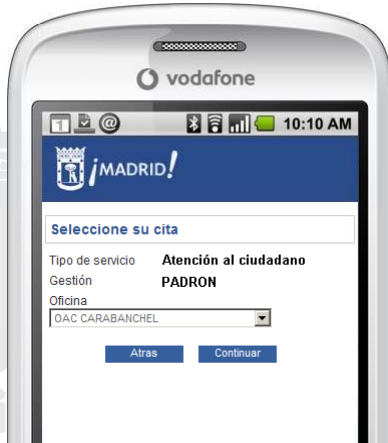 vodafone
1 @ 10:10 AM
¡MADRID!
Seleccione su cita
Tipo de servicio Atención al ciudadano
Gestión PADRON
Oficina
OAC CARABANCHEL
Atras Continuar